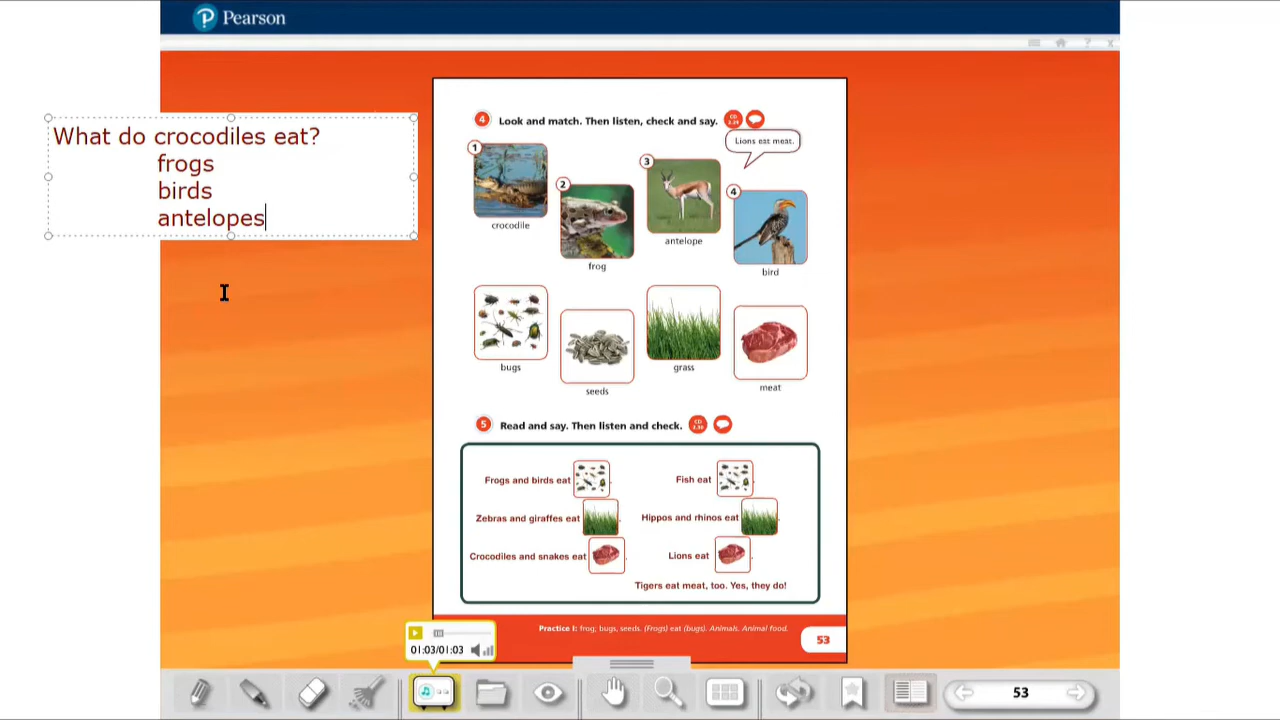 Pearson
What do crocodiles eat?
frogs
birds
antelopes
4 Look and match. Then listen, check and say.
Lions eat meat.
1
crocodile
2
frog
3
antelope
4
bird
bugs
seeds
grass
meat
5 Read and say. Then listen and check.
Frogs and birds eat .
Fish eat .
Zebras and giraffes eat .
Hippos and rhinos eat .
Crocodiles and snakes eat .
Lions eat .
Tigers eat meat, too. Yes, they do!
Practice I: frog; bugs, seeds. (Frogs) eat (bugs). Animals. Animal food.
53
01:03/01:03
53